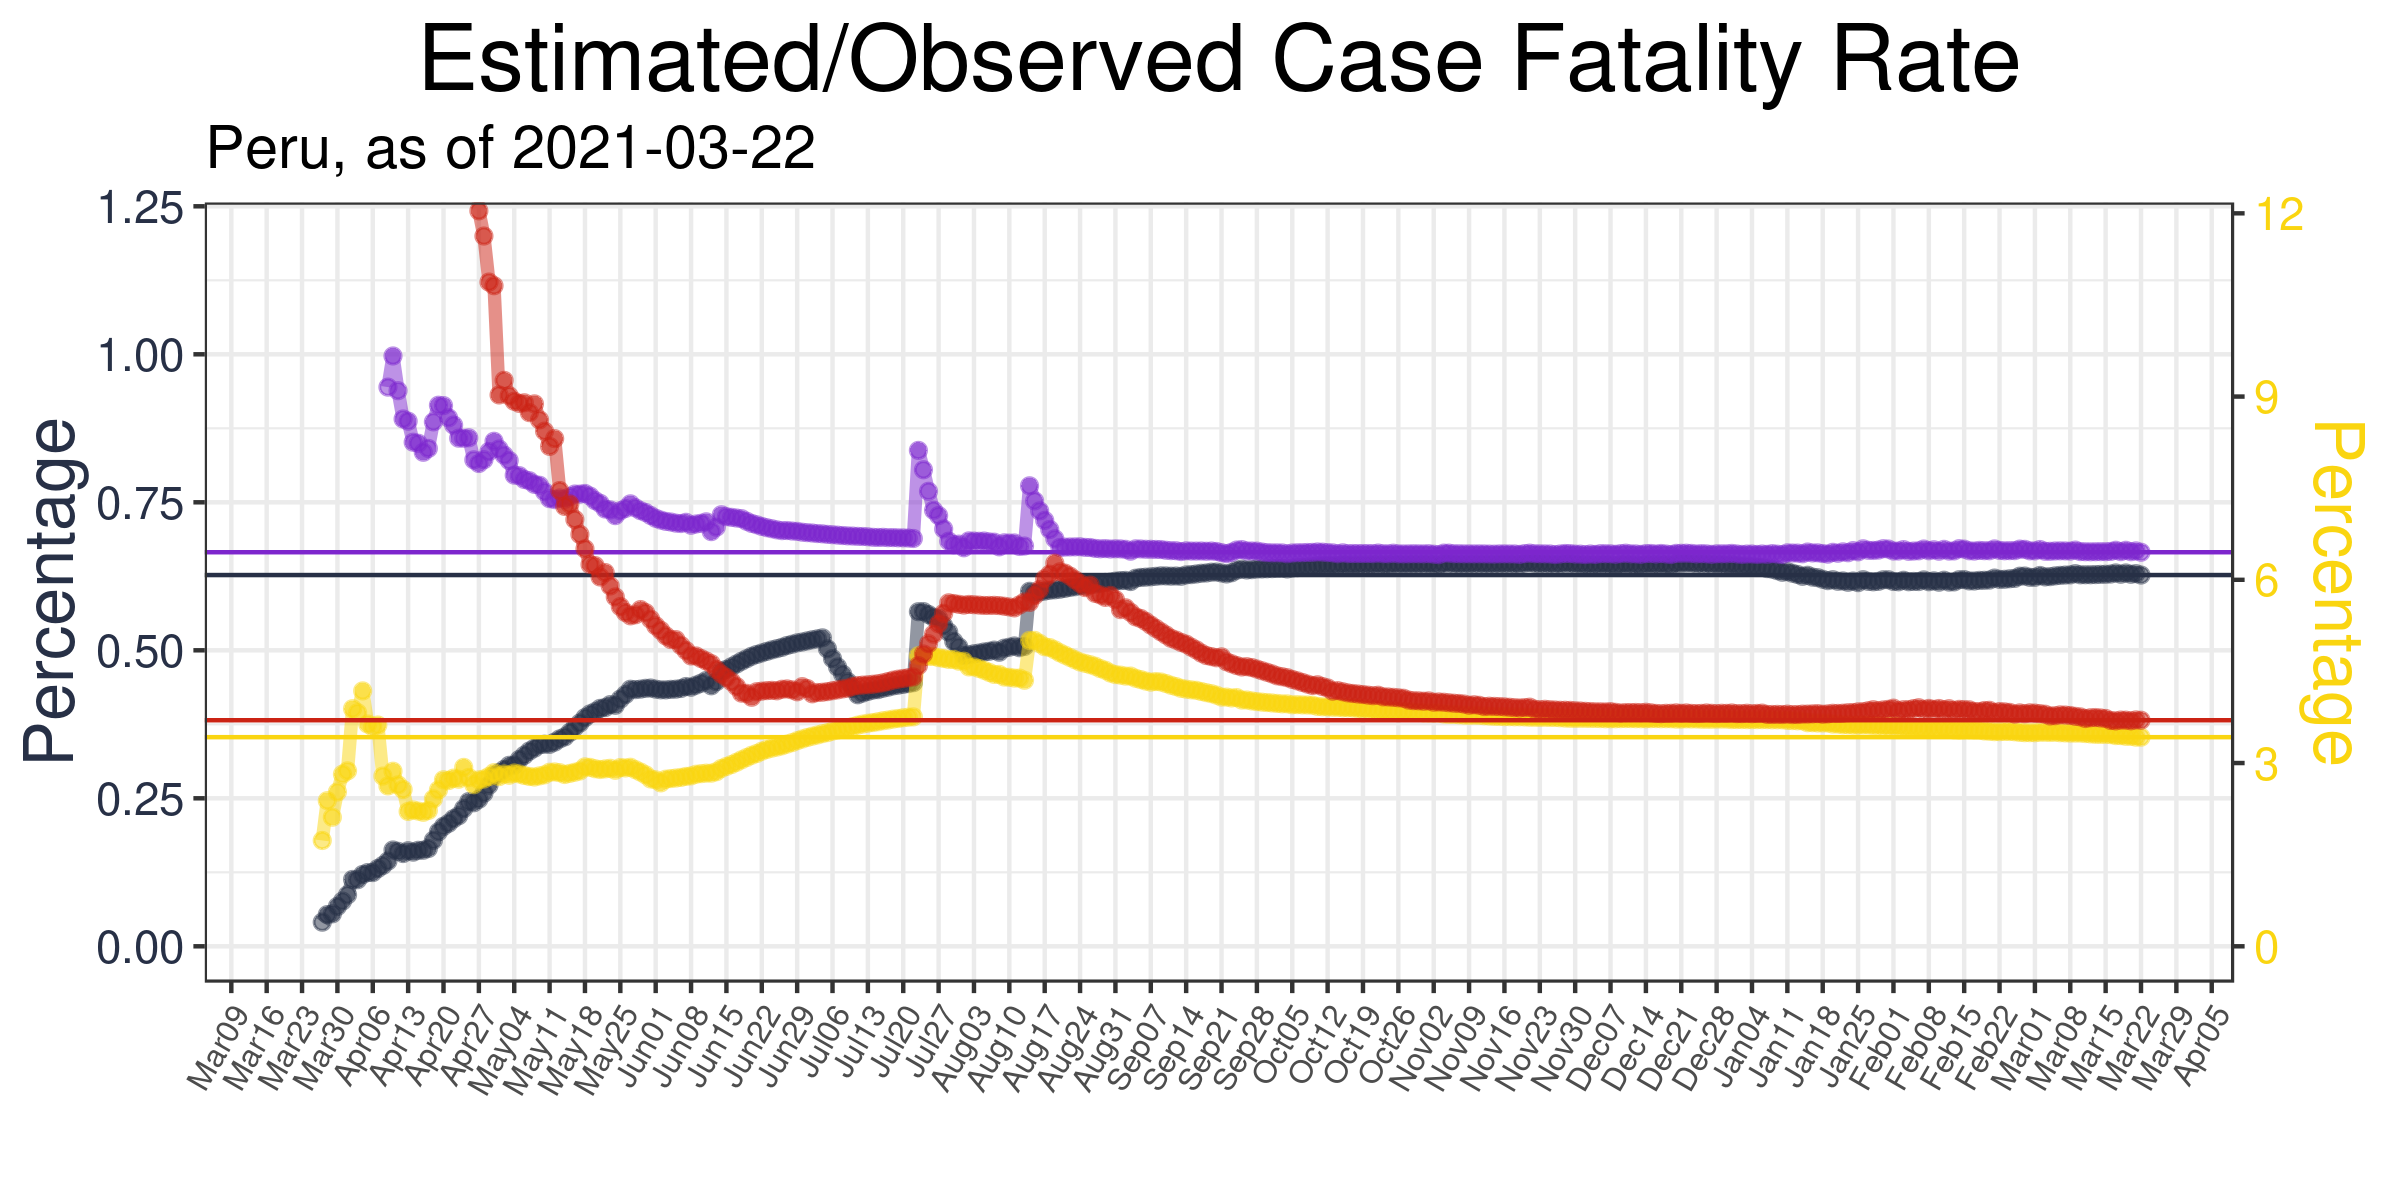 Estimated/Observed Case Fatality Rate
Peru, as of 2021-03-22
Percentage
1.25
1.00
0.75
0.50
0.25
0.00
12
9
6
3
0
Percentage
Mar09
Mar16
Mar23
Mar30
Apr06
Apr13
Apr20
Apr27
May04
May11
May18
May25
Jun01
Jun08
Jun15
Jun22
Jun29
Jul06
Jul13
Jul20
Jul27
Aug03
Aug10
Aug17
Aug24
Aug31
Sep07
Sep14
Sep21
Sep28
Oct05
Oct12
Oct19
Oct26
Nov02
Nov09
Nov16
Nov23
Nov30
Dec07
Dec14
Dec21
Dec28
Jan04
Jan11
Jan18
Jan25
Feb01
Feb08
Feb15
Feb22
Mar01
Mar08
Mar15
Mar22
Mar29
Apr05